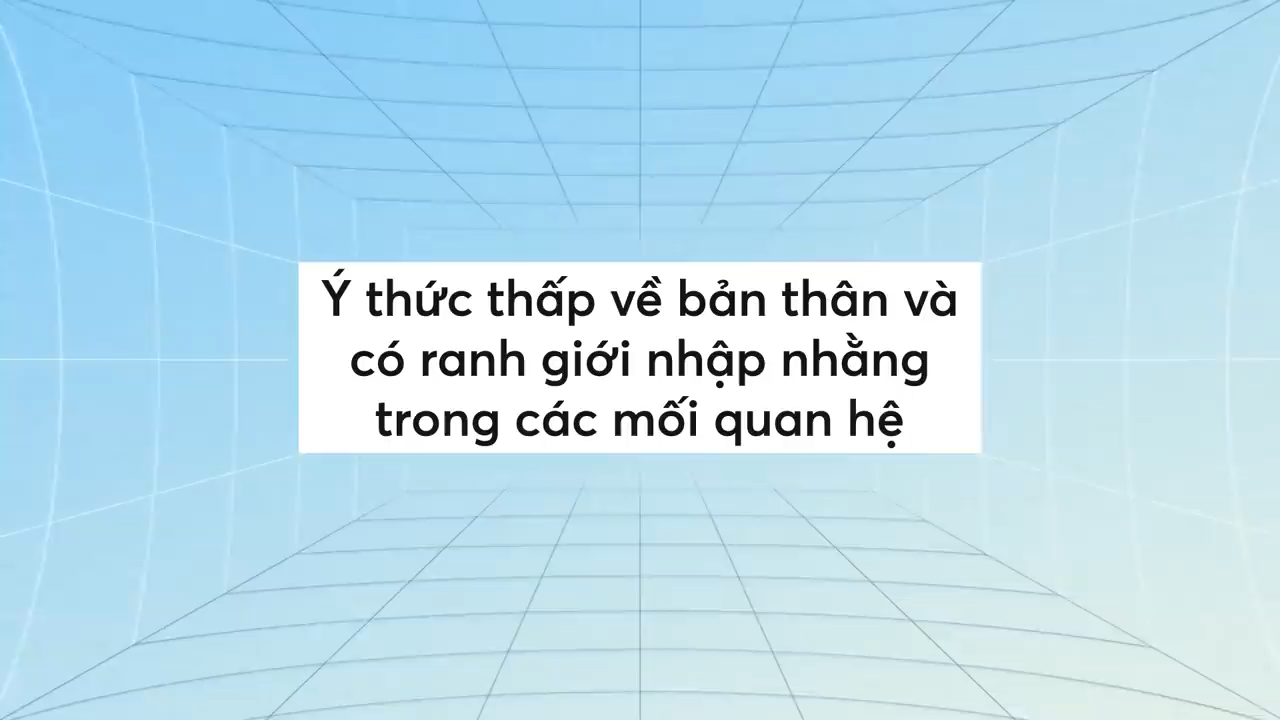 Ý thức thấp về bản thân và
có ranh giới nhập nhằng
trong các mối quan hệ